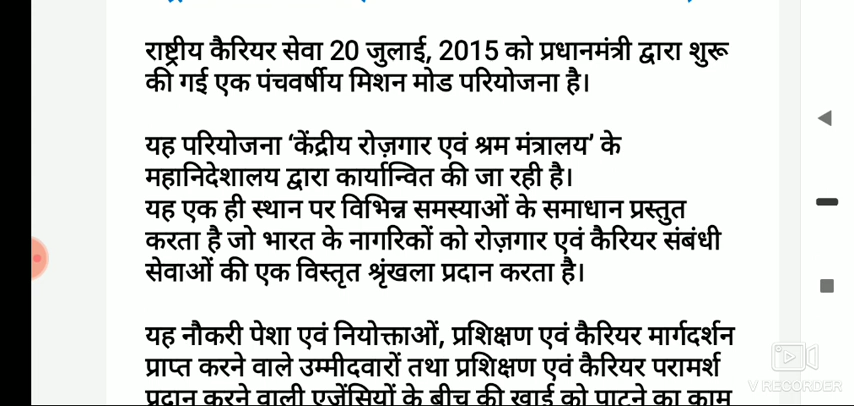 राष्ट्रीय कैरियर सेवा 20 जुलाई, 2015 को प्रधानमंत्री द्वारा शुरू
की गई एक पंचवर्षीय मिशन मोड परियोजना है।
यह परियोजना ‘केंद्रीय रोज़गार एवं श्रम मंत्रालय’ के
महानिदेशालय द्वारा कार्यान्वित की जा रही है।
यह एक ही स्थान पर विभिन्न समस्याओं के समाधान प्रस्तुत
करता है जो भारत के नागरिकों को रोज़गार एवं कैरियर संबंधी
सेवाओं की एक विस्तृत श्रृंखला प्रदान करता है।
यह नौकरी पेशा एवं नियोक्ताओं, प्रशिक्षण एवं कैरियर मार्गदर्शन
प्राप्त करने वाले उम्मीदवारों तथा प्रशिक्षण एवं कैरियर परामर्श
प्रदान करने वाली एजेंसियों के बीच की खाई को पाटने का काम
V RECORDER